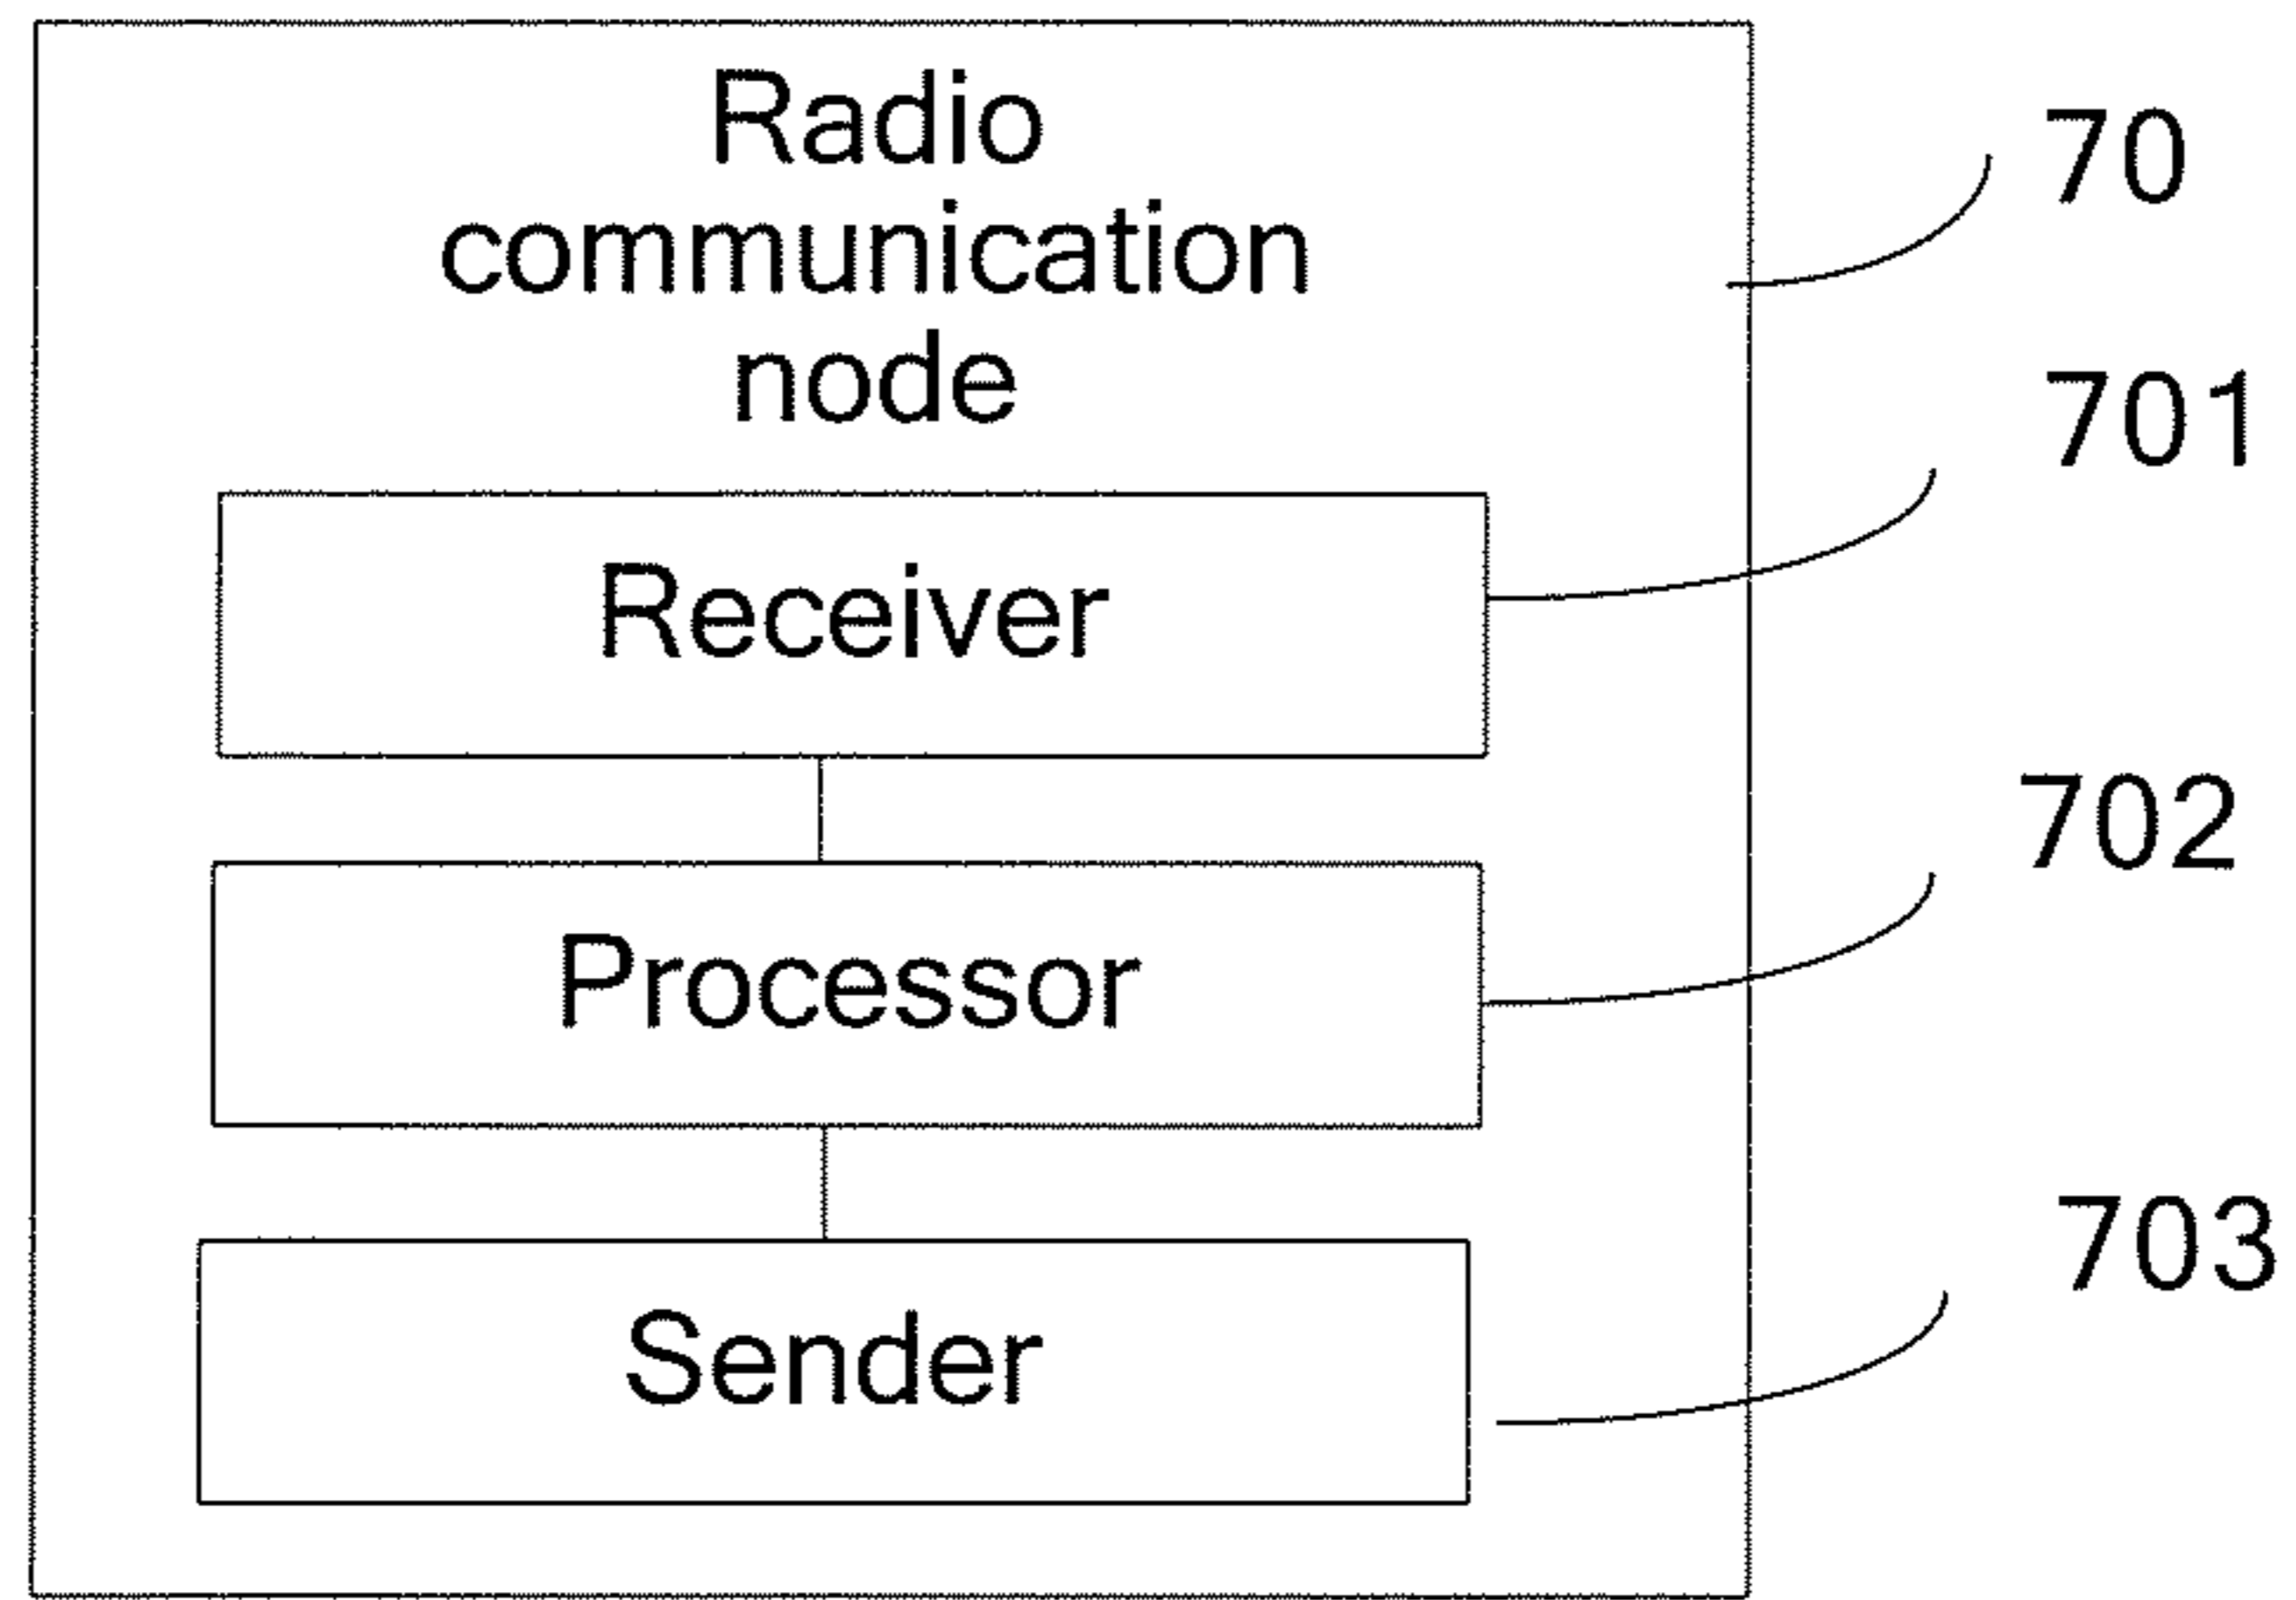 Radio
communication
node
70
701
Receiver
702
Processor
703
Sender